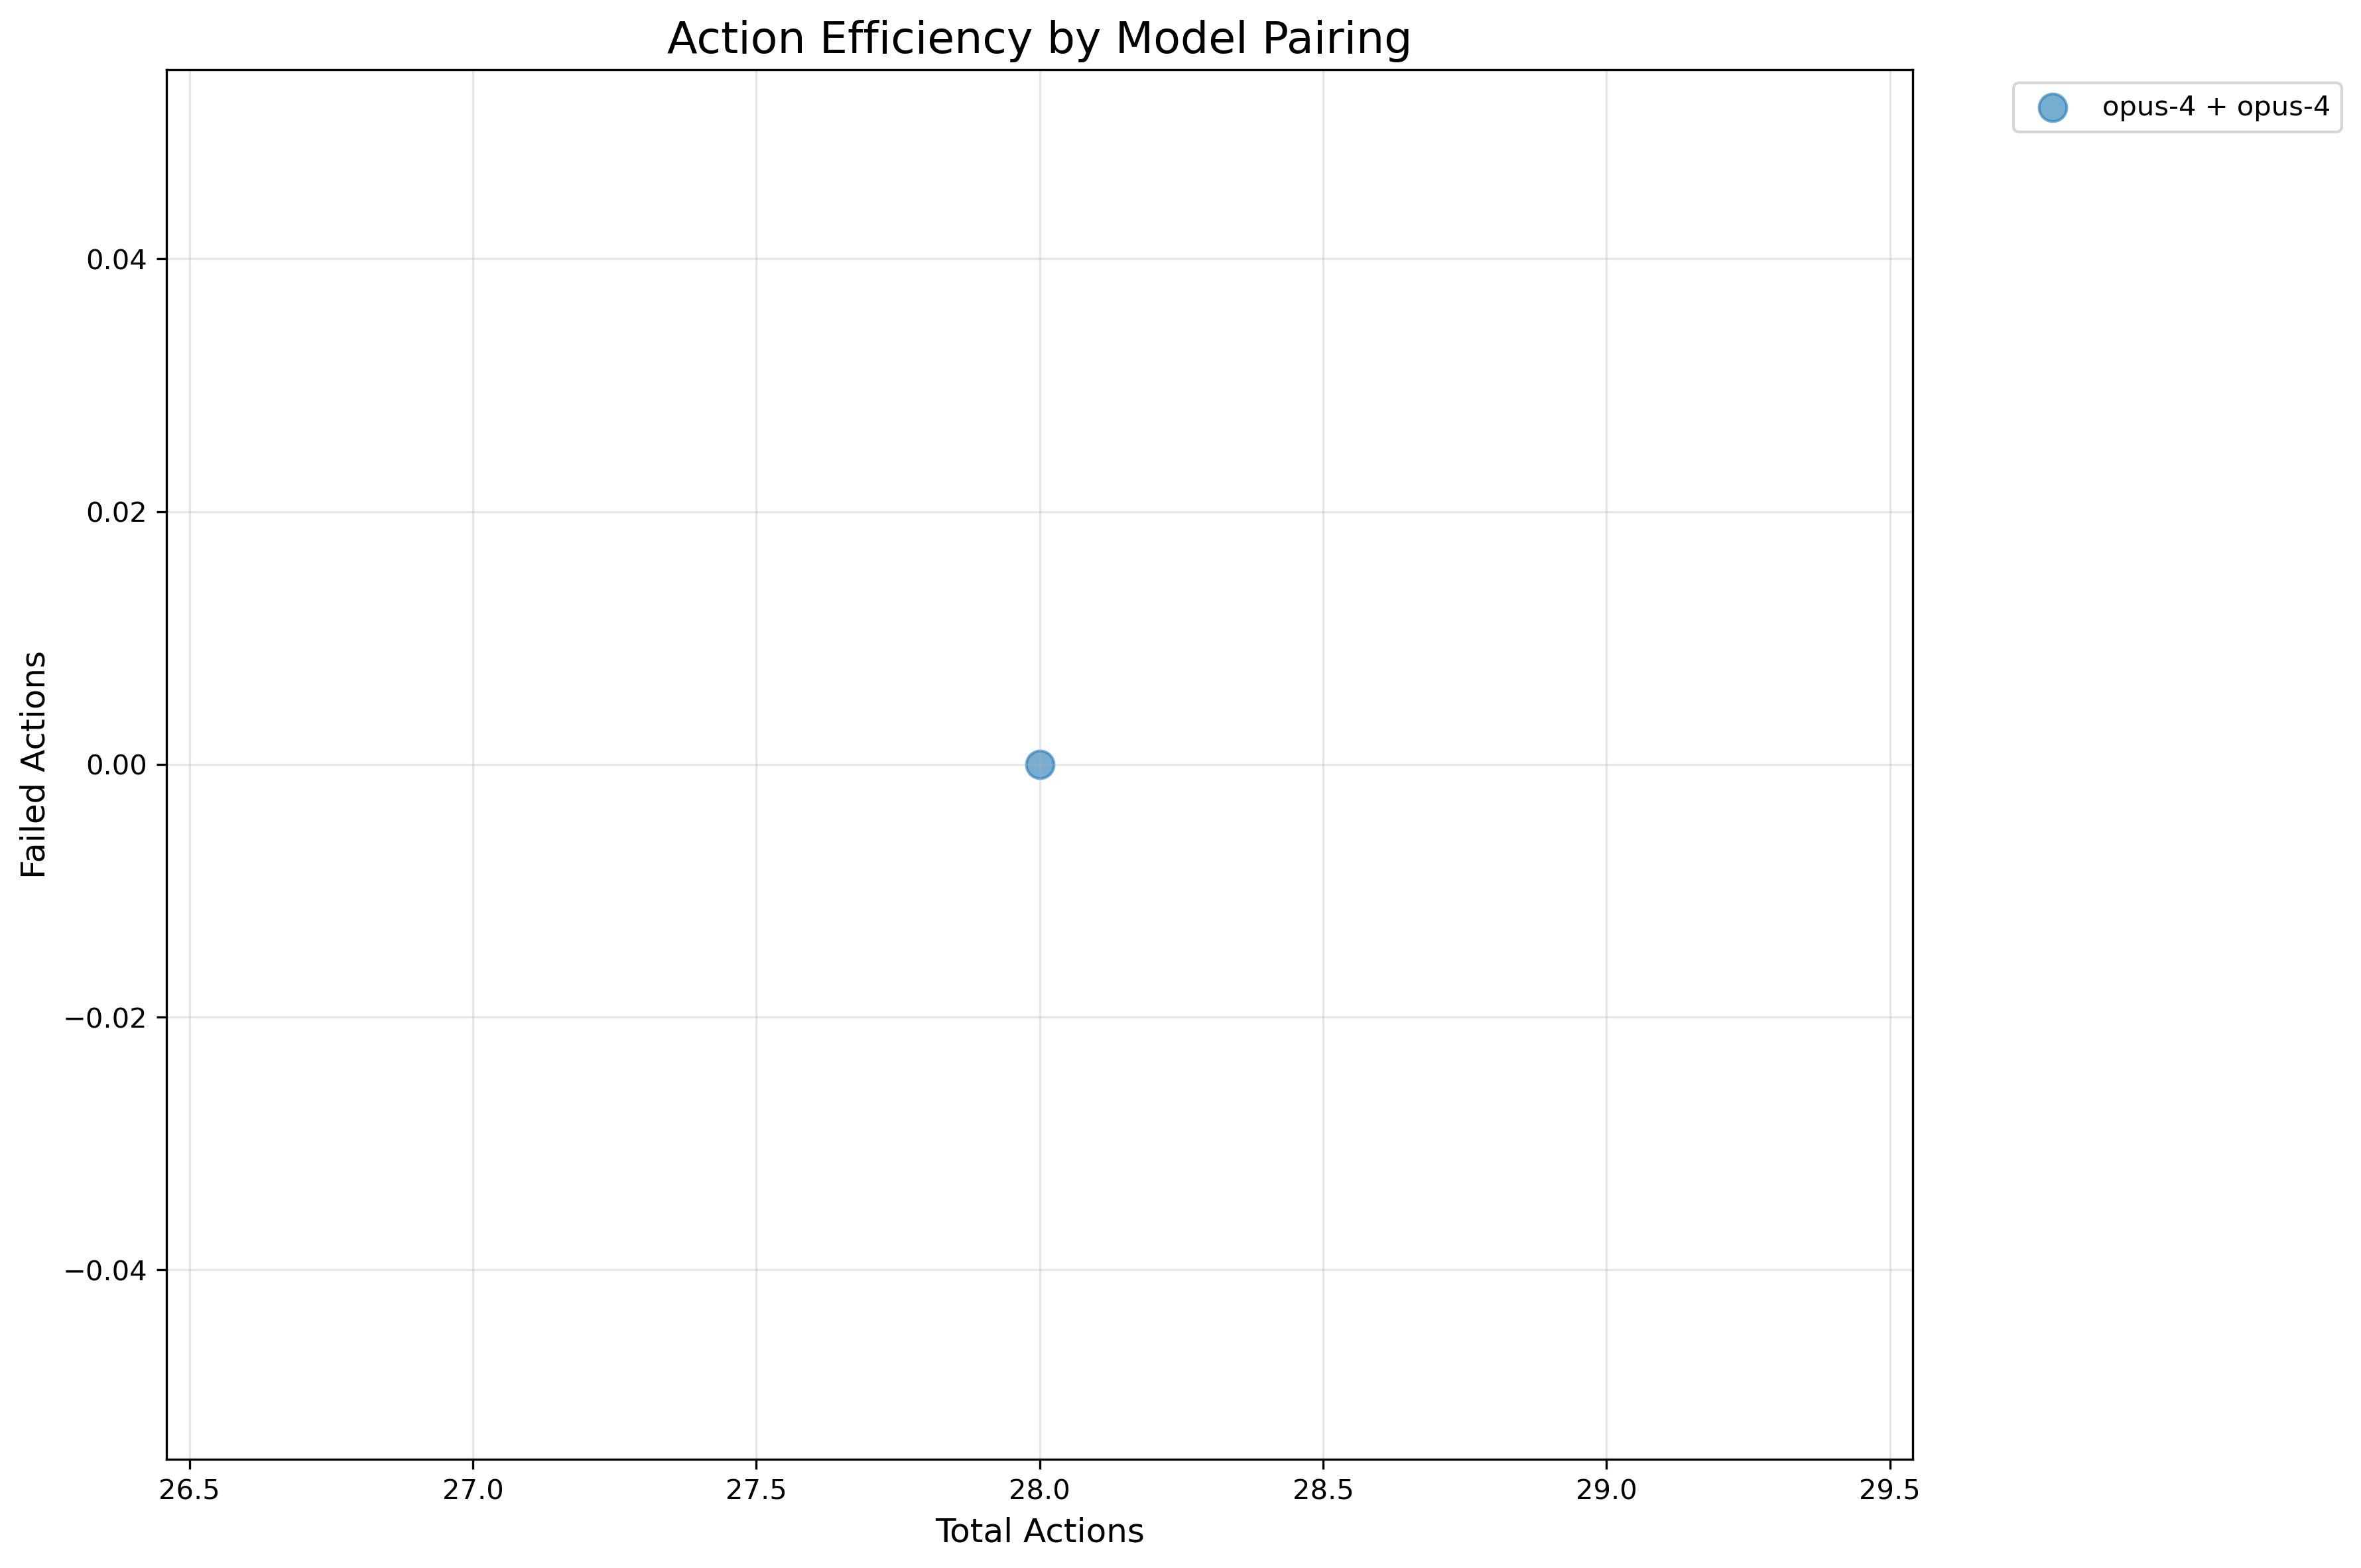 Action Efficiency by Model Pairing
opus-4 + opus-4
0.04
0.02
0.00
−0.02
−0.04
Failed Actions
26.5 27.0 27.5 28.0 28.5 29.0 29.5
Total Actions